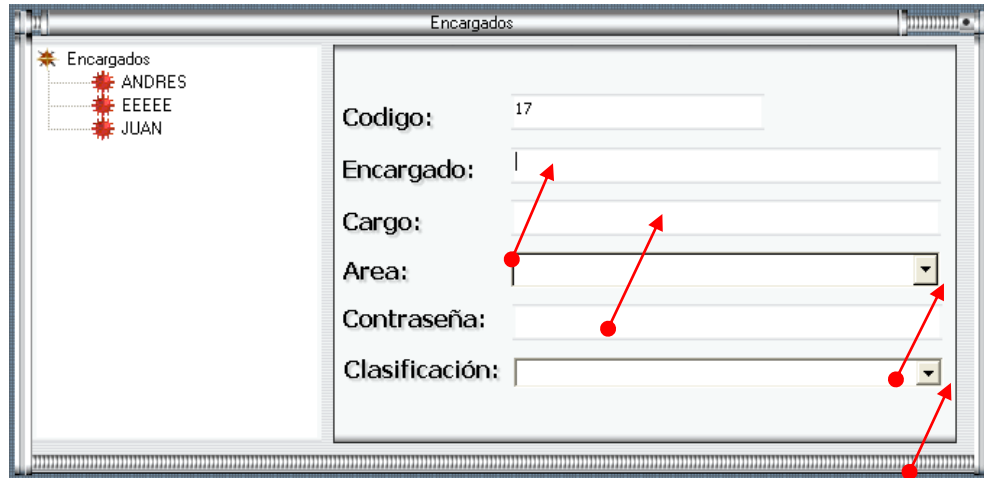 Encargados
Encargados
ANDRES
EEEEE
JUAN
Codigo: 17
Encargado:
Cargo:
Area:
Contraseña:
Clasificación: